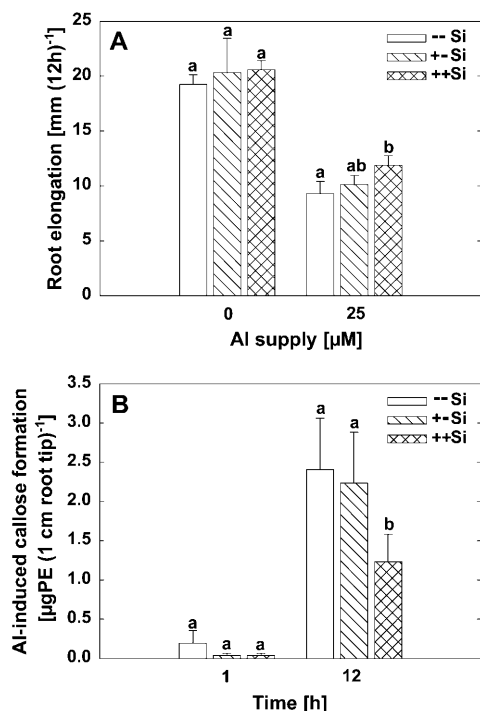 A
-- Si
+- Si
++Si
Root elongation [mm (12h)⁻¹]
25
20
15
10
5
0
a
a
a
a
ab
b
0
25
Al supply [µM]
B
-- Si
+- Si
++Si
Al-induced callose formation
[µgPE (1 cm root tip)⁻¹]
3.5
3.0
2.5
2.0
1.5
1.0
0.5
0.0
a
a
a
a
a
b
1
12
Time [h]